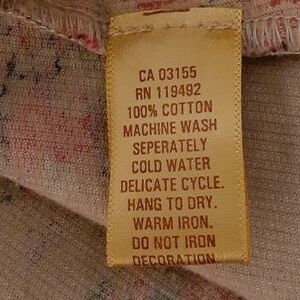 CA 03155
RN 119492
100% COTTON
MACHINE WASH
SEPERATELY
COLD WATER
DELICATE CYCLE.
HANG TO DRY.
WARM IRON.
DO NOT IRON
DECORATION